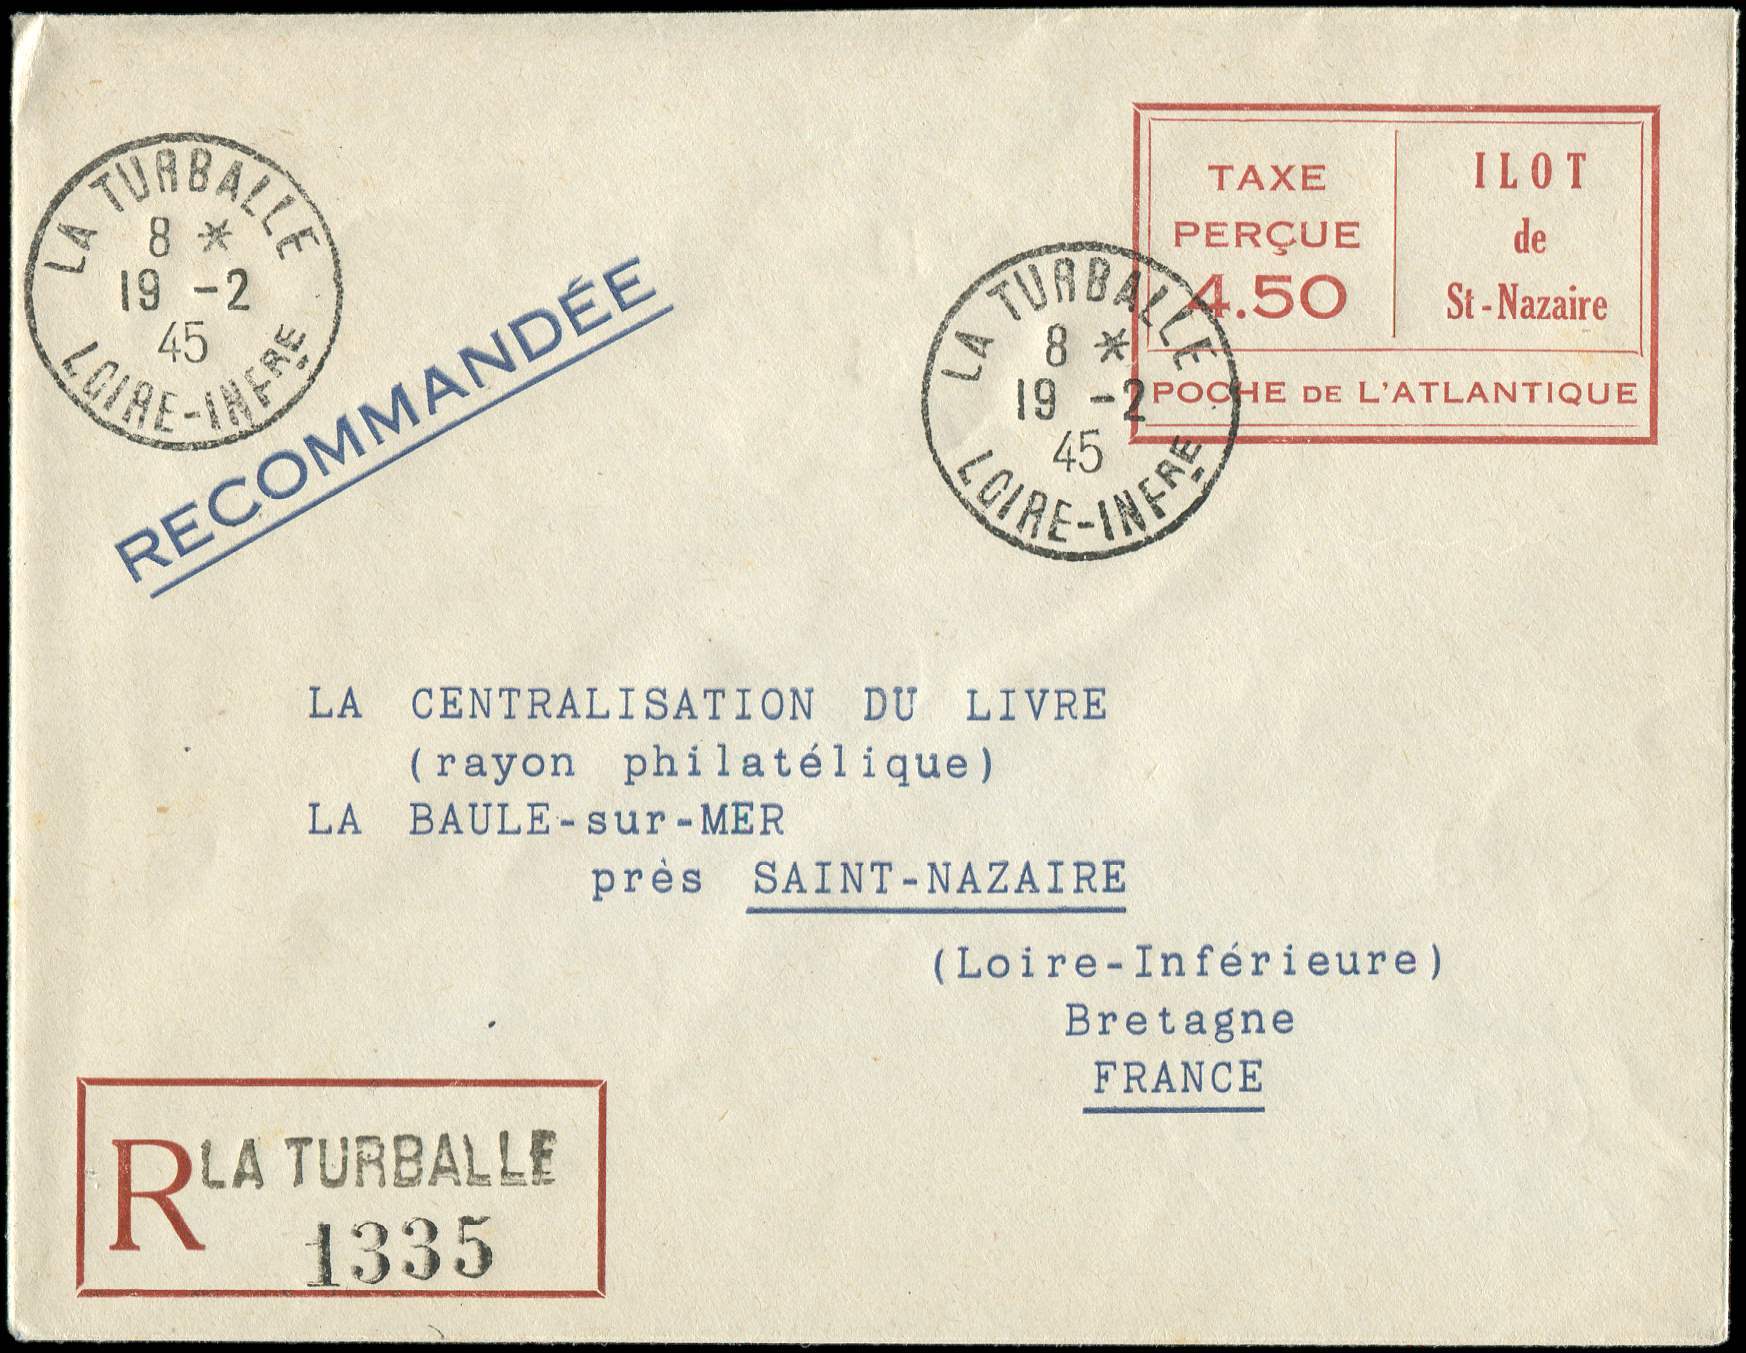 LA TURBALLE
8 *
19 -2
45
LOIRE-INFRE
RECOMMANDÉE
TAXE
PERÇUE
4.50
ILOT
de
St-Nazaire
POCHE DE L'ATLANTIQUE
LA TURBALLE
8 *
19 -2
45
LOIRE-INFRE
LA CENTRALISATION DU LIVRE
(rayon philatélique)
LA BAULE-sur-MER
près SAINT-NAZAIRE
(Loire-Inférieure)
Bretagne
FRANCE
R LA TURBALLE
1335